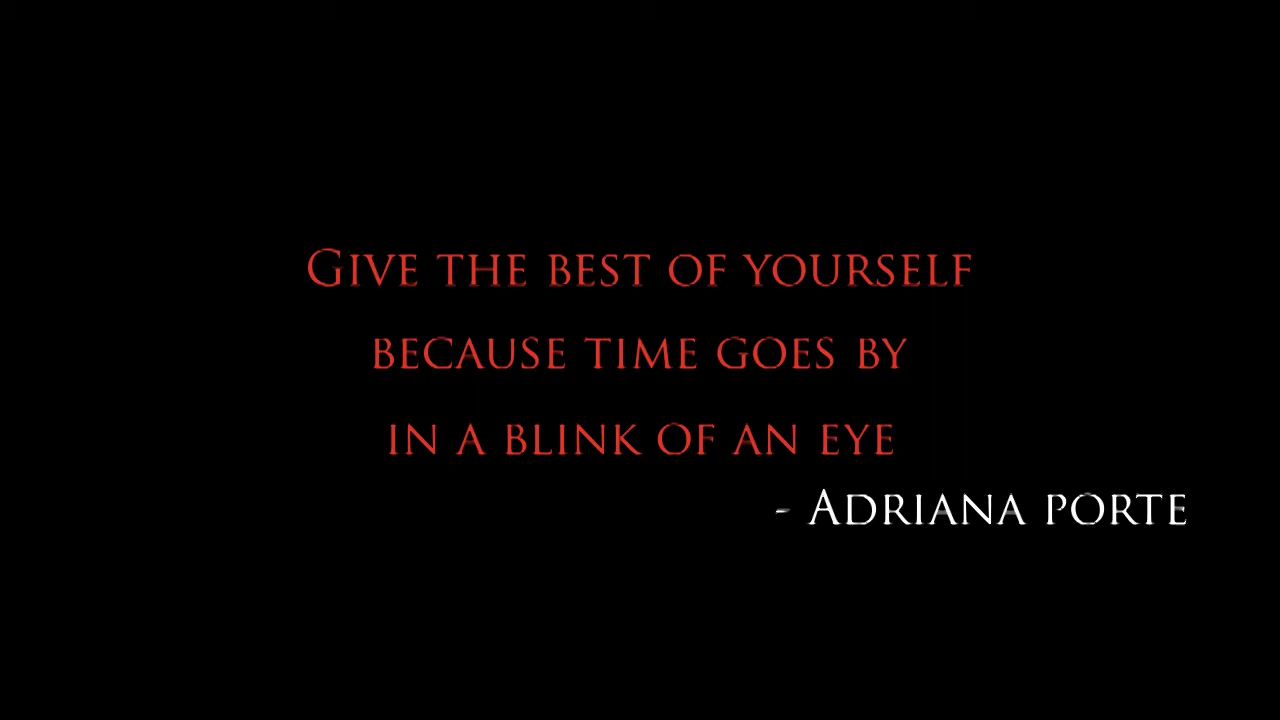 Give the best of yourself
because time goes by
in a blink of an eye
- Adriana porte